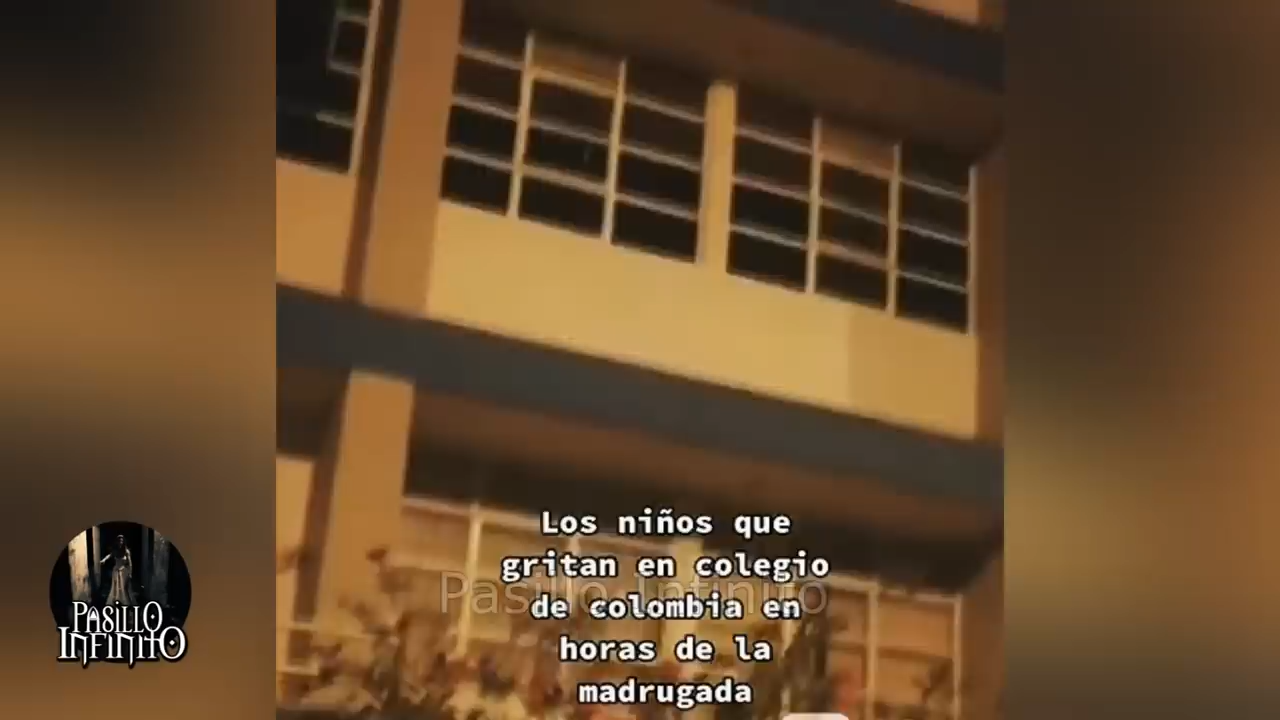 Los niños que
gritan en colegio
Pasillo Infinito
de colombia en
horas de la
madrugada
PASILLO
INFINITO